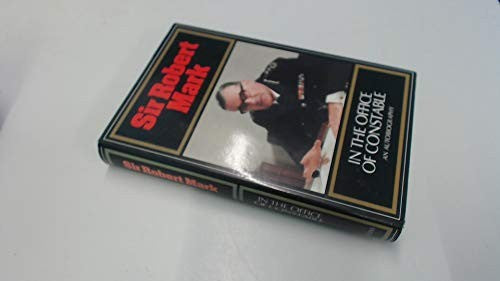 Sir Robert
Mark
IN THE OFFICE
OF CONSTABLE
AN AUTOBIOGRAPHY
Sir Robert Mark
IN THE OFFICE
OF CONSTABLE